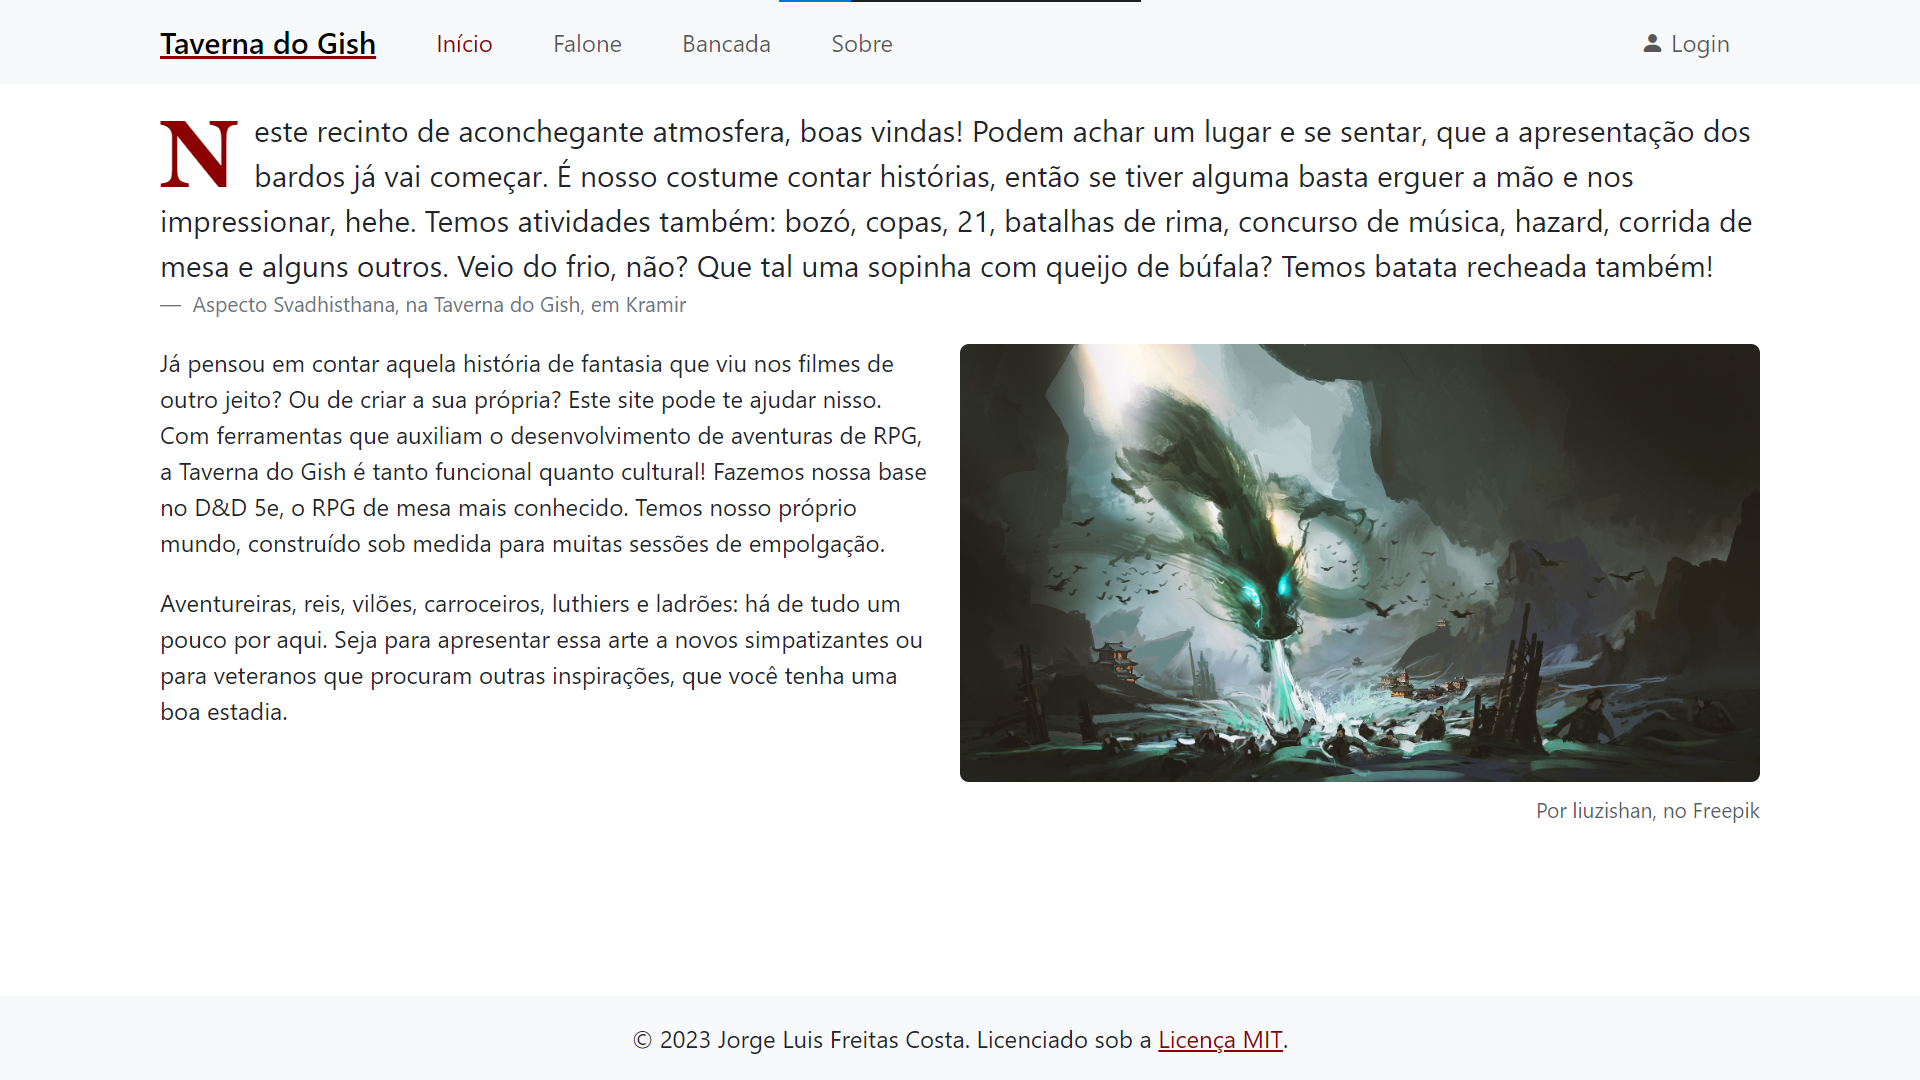 Taverna do Gish Início Falone Bancada Sobre Login
Neste recinto de aconchegante atmosfera, boas vindas! Podem achar um lugar e se sentar, que a apresentação dos
bardos já vai começar. É nosso costume contar histórias, então se tiver alguma basta erguer a mão e nos
impressionar, hehe. Temos atividades também: bozó, copas, 21, batalhas de rima, concurso de música, hazard, corrida de
mesa e alguns outros. Veio do frio, não? Que tal uma sopinha com queijo de búfala? Temos batata recheada também!
— Aspecto Svadhisthana, na Taverna do Gish, em Kramir
Já pensou em contar aquela história de fantasia que viu nos filmes de
outro jeito? Ou de criar a sua própria? Este site pode te ajudar nisso.
Com ferramentas que auxiliam o desenvolvimento de aventuras de RPG,
a Taverna do Gish é tanto funcional quanto cultural! Fazemos nossa base
no D&D 5e, o RPG de mesa mais conhecido. Temos nosso próprio
mundo, construído sob medida para muitas sessões de empolgação.
Aventureiras, reis, vilões, carroceiros, luthiers e ladrões: há de tudo um
pouco por aqui. Seja para apresentar essa arte a novos simpatizantes ou
para veteranos que procuram outras inspirações, que você tenha uma
boa estadia.
Por liuzishan, no Freepik
© 2023 Jorge Luis Freitas Costa. Licenciado sob a Licença MIT.